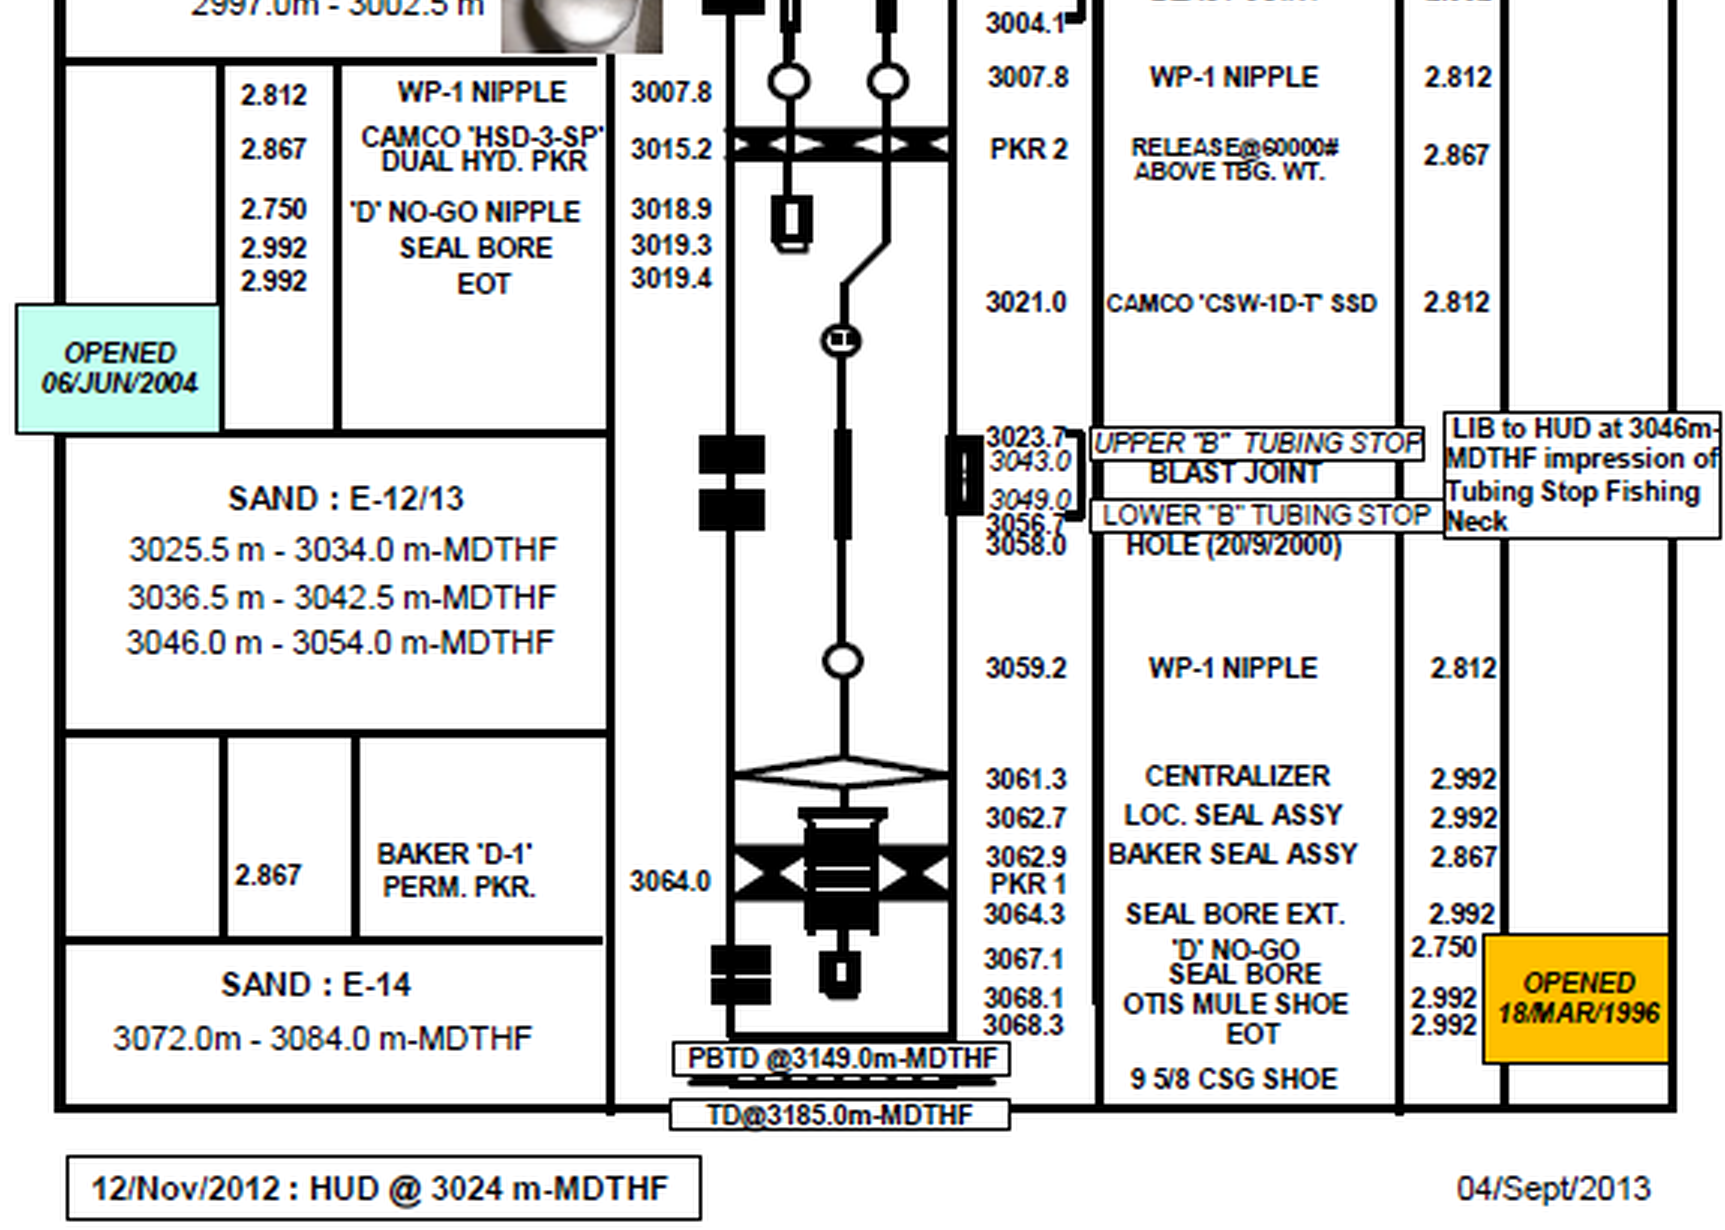 2997.0m - 3002.5 m
3004.1
2.812 WP-1 NIPPLE 3007.8
3007.8 WP-1 NIPPLE 2.812
2.867 CAMCO 'HSD-3-SP' 3015.2
DUAL HYD. PKR
PKR 2 RELEASE@60000# 2.867
ABOVE TBG. WT.
2.750 'D' NO-GO NIPPLE 3018.9
2.992 SEAL BORE 3019.3
2.992 EOT 3019.4
3021.0 CAMCO 'CSW-1D-T' SSD 2.812
OPENED
06/JUN/2004
3023.7 UPPER "B" TUBING STOP
3043.0
BLAST JOINT
3049.0
LOWER "B" TUBING STOP
3056.7
3058.0 HOLE (20/9/2000)
LIB to HUD at 3046m-
MDTHF impression of
Tubing Stop Fishing
Neck
SAND : E-12/13
3025.5 m - 3034.0 m-MDTHF
3036.5 m - 3042.5 m-MDTHF
3046.0 m - 3054.0 m-MDTHF
3059.2 WP-1 NIPPLE 2.812
3061.3 CENTRALIZER 2.992
3062.7 LOC. SEAL ASSY 2.992
3062.9 BAKER SEAL ASSY 2.867
PKR 1
2.867 BAKER 'D-1' 3064.0
PERM. PKR.
3064.3 SEAL BORE EXT. 2.992
3067.1 'D' NO-GO 2.750
SEAL BORE
3068.1 OTIS MULE SHOE 2.992
3068.3 EOT 2.992
OPENED
18/MAR/1996
SAND : E-14
3072.0m - 3084.0 m-MDTHF
PBTD @3149.0m-MDTHF
9 5/8 CSG SHOE
TD@3185.0m-MDTHF
12/Nov/2012 : HUD @ 3024 m-MDTHF
04/Sept/2013